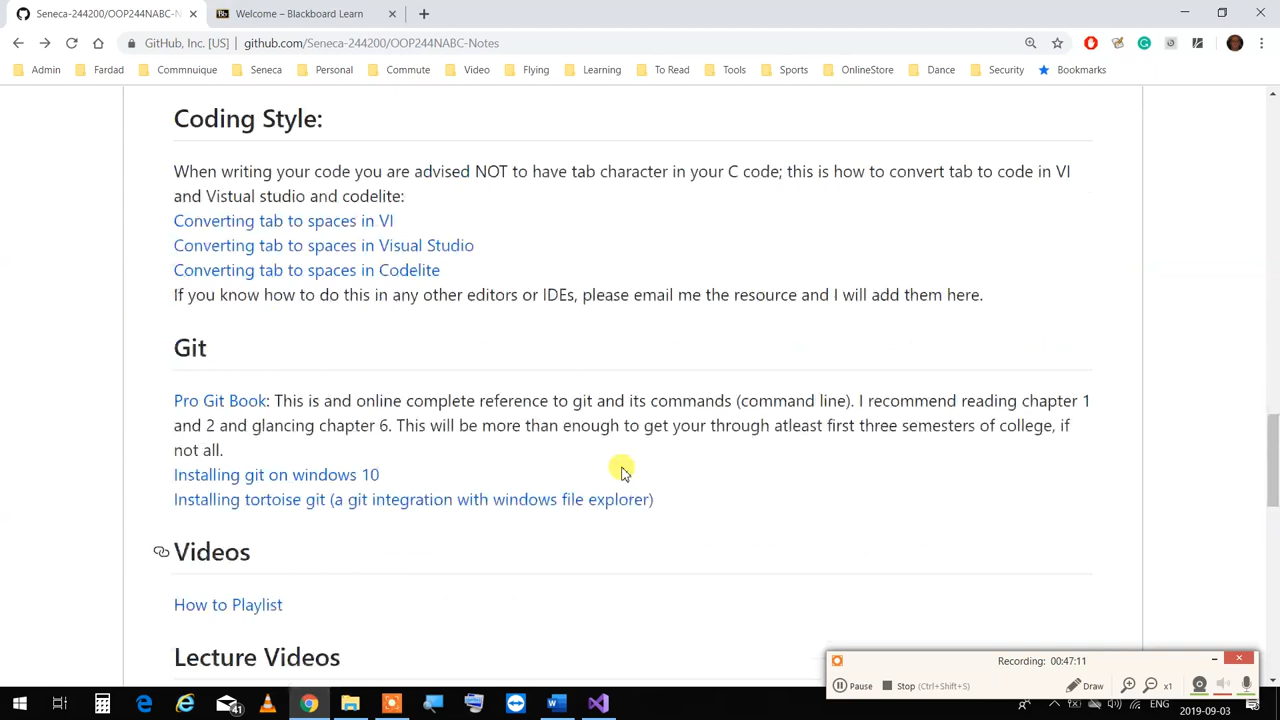 Seneca-244200/OOP244NABC-N
Welcome – Blackboard Learn
GitHub, Inc. [US] | github.com/Seneca-244200/OOP244NABC-Notes
Admin Fardad Commnuique Seneca Personal Commute Video Flying Learning To Read Tools Sports OnlineStore Dance Security Bookmarks
Coding Style:
When writing your code you are advised NOT to have tab character in your C code; this is how to convert tab to code in VI
and Vistual studio and codelite:
Converting tab to spaces in VI
Converting tab to spaces in Visual Studio
Converting tab to spaces in Codelite
If you know how to do this in any other editors or IDEs, please email me the resource and I will add them here.
Git
Pro Git Book: This is and online complete reference to git and its commands (command line). I recommend reading chapter 1
and 2 and glancing chapter 6. This will be more than enough to get your through atleast first three semesters of college, if
not all.
Installing git on windows 10
Installing tortoise git (a git integration with windows file explorer)
Videos
How to Playlist
Lecture Videos
Recording: 00:47:11
Pause Stop (Ctrl+Shift+S) Draw x1
41
ENG
2019-09-03